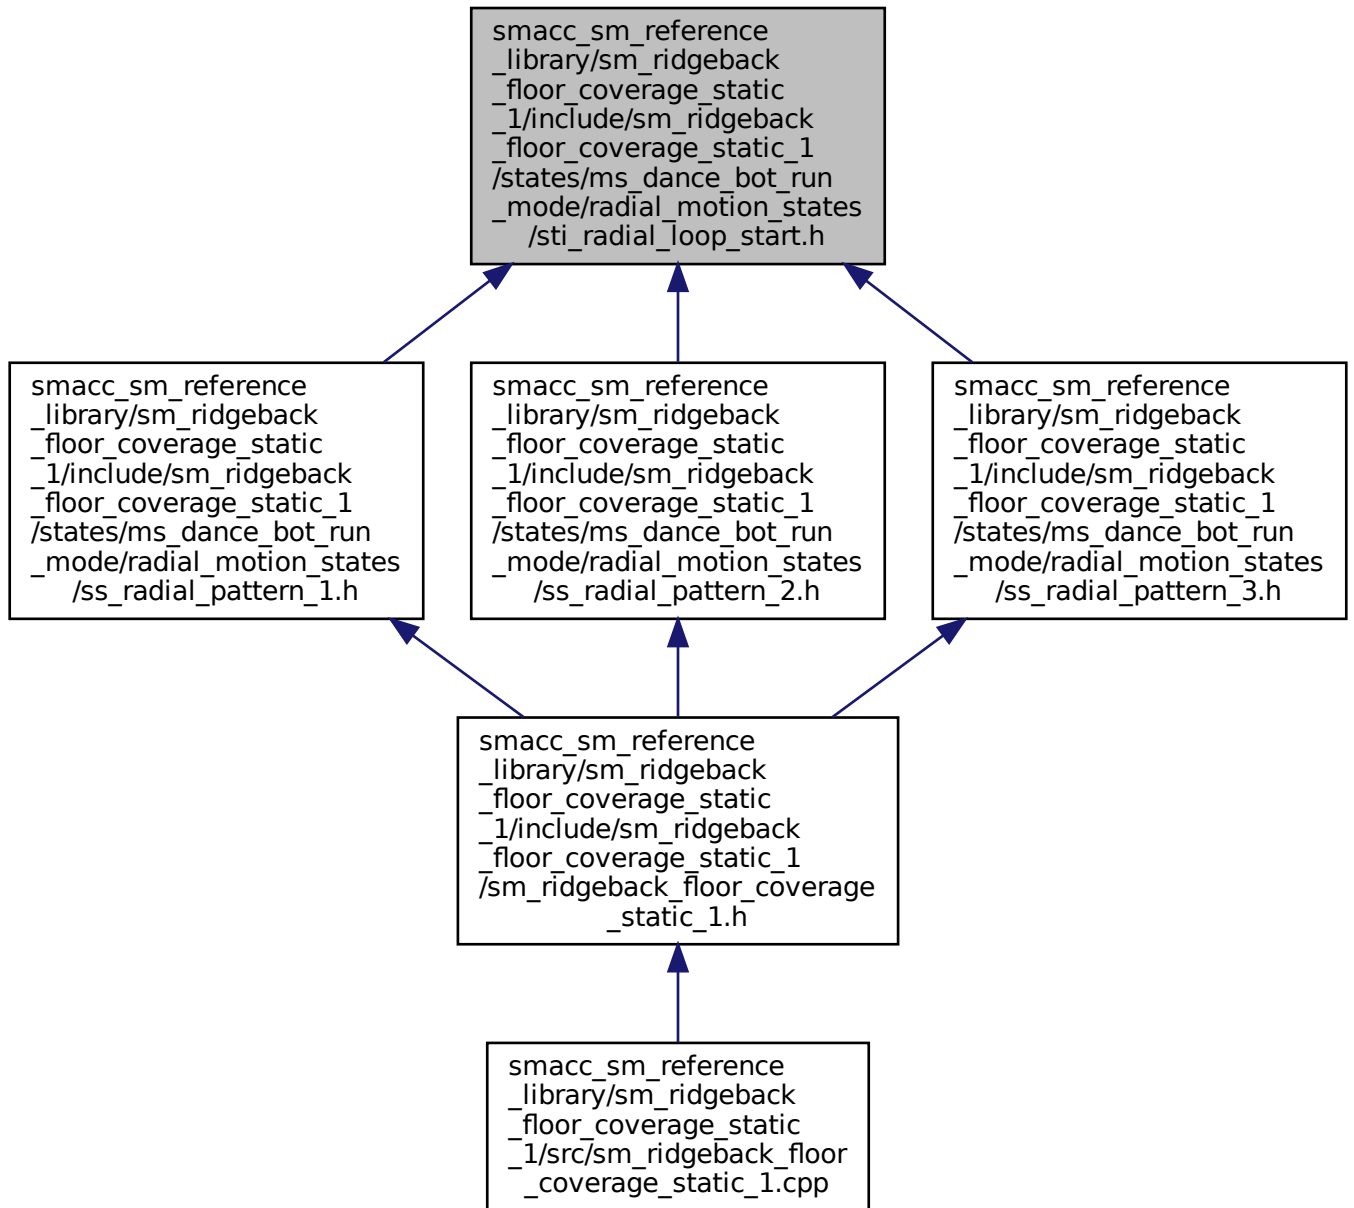 smacc_sm_reference
_library/sm_ridgeback
_floor_coverage_static
_1/include/sm_ridgeback
_floor_coverage_static_1
/states/ms_dance_bot_run
_mode/radial_motion_states
/sti_radial_loop_start.h
smacc_sm_reference
_library/sm_ridgeback
_floor_coverage_static
_1/include/sm_ridgeback
_floor_coverage_static_1
/states/ms_dance_bot_run
_mode/radial_motion_states
/ss_radial_pattern_1.h
smacc_sm_reference
_library/sm_ridgeback
_floor_coverage_static
_1/include/sm_ridgeback
_floor_coverage_static_1
/states/ms_dance_bot_run
_mode/radial_motion_states
/ss_radial_pattern_2.h
smacc_sm_reference
_library/sm_ridgeback
_floor_coverage_static
_1/include/sm_ridgeback
_floor_coverage_static_1
/states/ms_dance_bot_run
_mode/radial_motion_states
/ss_radial_pattern_3.h
smacc_sm_reference
_library/sm_ridgeback
_floor_coverage_static
_1/include/sm_ridgeback
_floor_coverage_static_1
/sm_ridgeback_floor_coverage
_static_1.h
smacc_sm_reference
_library/sm_ridgeback
_floor_coverage_static
_1/src/sm_ridgeback_floor
_coverage_static_1.cpp